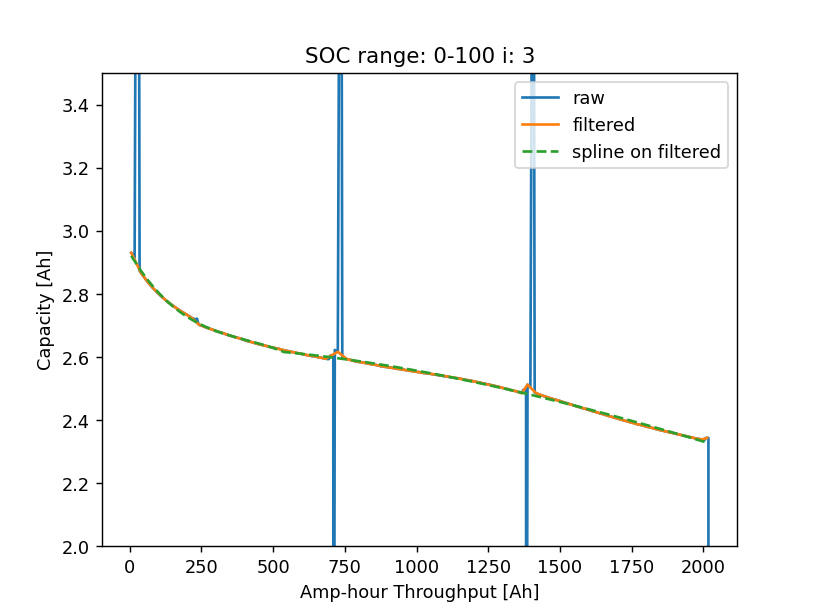 SOC range: 0-100 i: 3
raw
filtered
spline on filtered
3.4
3.2
3.0
2.8
2.6
2.4
2.2
2.0
Capacity [Ah]
0 250 500 750 1000 1250 1500 1750 2000
Amp-hour Throughput [Ah]